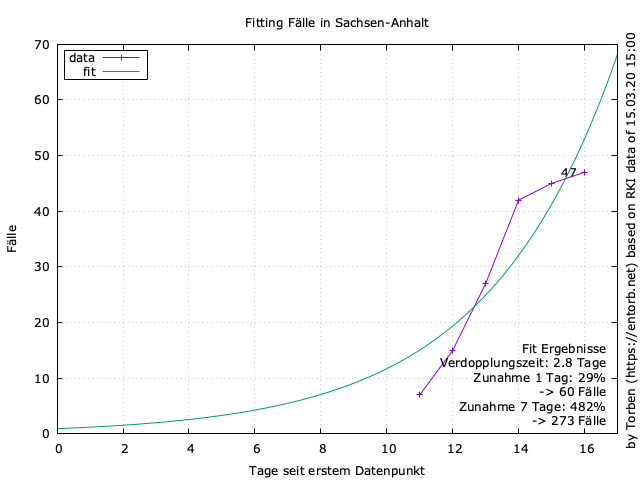 Fitting Fälle in Sachsen-Anhalt
70
60
50
40
30
20
10
0
Fälle
data
fit
47
Fit Ergebnisse
Verdopplungszeit: 2.8 Tage
Zunahme 1 Tag: 29%
-> 60 Fälle
Zunahme 7 Tage: 482%
-> 273 Fälle
0 2 4 6 8 10 12 14 16
Tage seit erstem Datenpunkt
by Torben (https://entorb.net) based on RKI data of 15.03.20 15:00